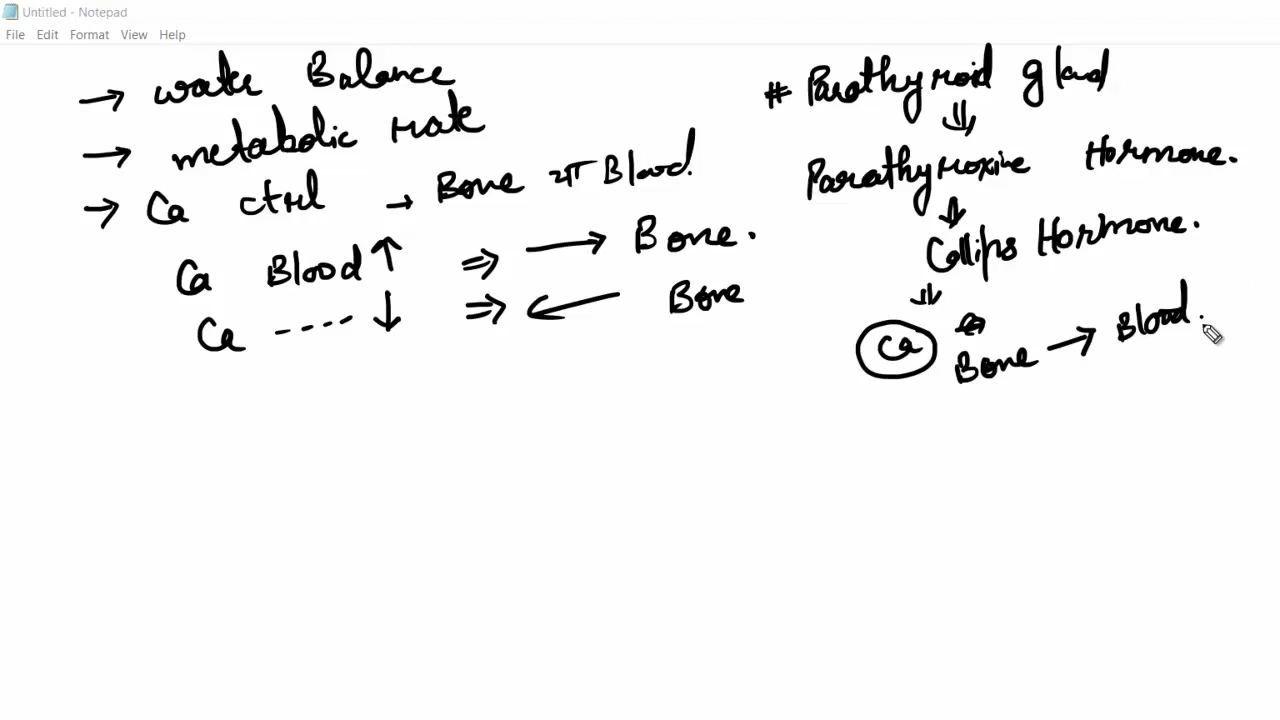 Untitled - Notepad
File Edit Format View Help
→ water Balance
→ metabolic rate
→ Ca ctrl → Bone Blood
Ca Blood ↑ ⇒ → Bone.
Ca ---- ↓ ⇒ ← Bone
# Parathyroid gland
⇓
Parathyroxine Hormone.
⇓
Collips Hormone.
⇓
Ca
Bone → Blood.